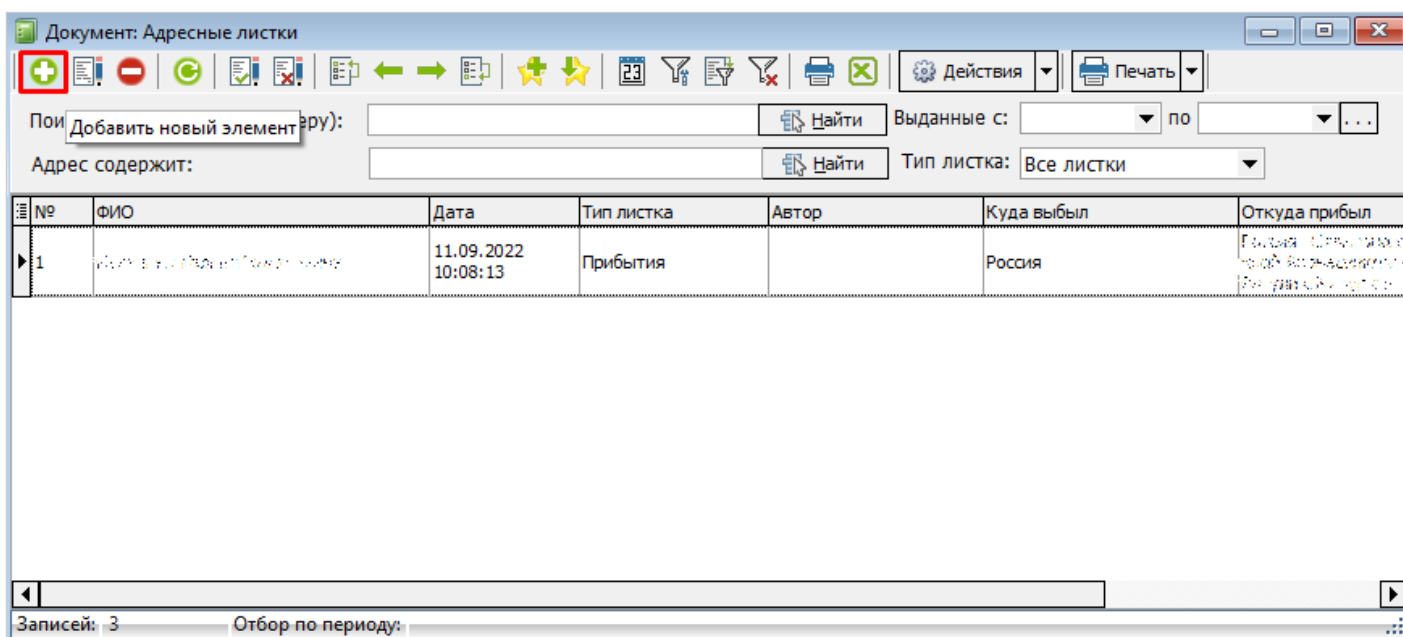 Документ: Адресные листки
23 Действия Печать
Пои Добавить новый элемент еру): Найти Выданные с: по ...
Адрес содержит: Найти Тип листка: Все листки
№ ФИО Дата Тип листка Автор Куда выбыл Откуда прибыл
1 11.09.2022 10:08:13 Прибытия Россия
Записей: 3 Отбор по периоду: